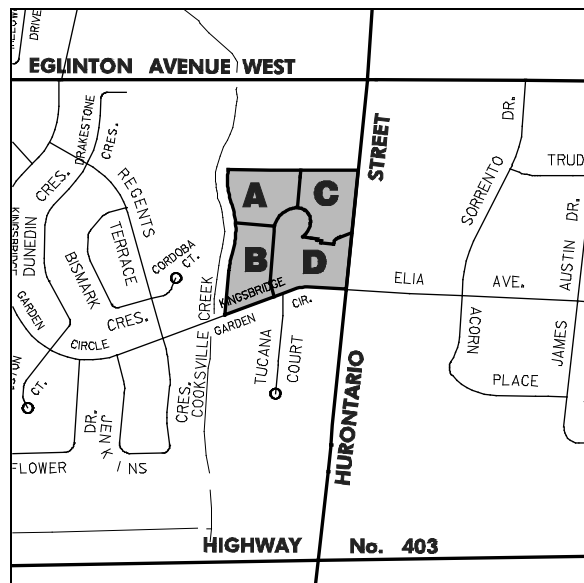 DRIVE
EGLINTON AVENUE WEST
DRAKESTONE
CRES.
CRES.
REGENTS
TERRACE
STREET
DR.
TRUD
SORRENTO
A
C
B
D
KINGSBRIDGE
DUNEDIN
BISMARK
CORDOBA
CT.
CRES.
GARDEN
CIRCLE
COOKSVILLE CREEK
KINGSBRIDGE
GARDEN
CIR.
ELIA
AVE.
AUSTIN
DR.
ACORN
PLACE
JAMES
TUCANA
COURT
HURONTARIO
CT.
CRES.
DR.
JENK
INS
FLOWER
HIGHWAY No. 403